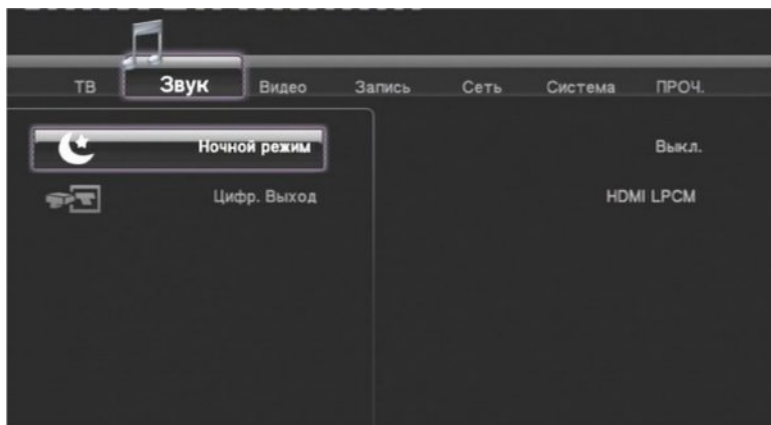 ТВ Звук Видео Запись Сеть Система ПРОЧ.
Ночной режим Выкл.
Цифр. Выход HDMI LPCM